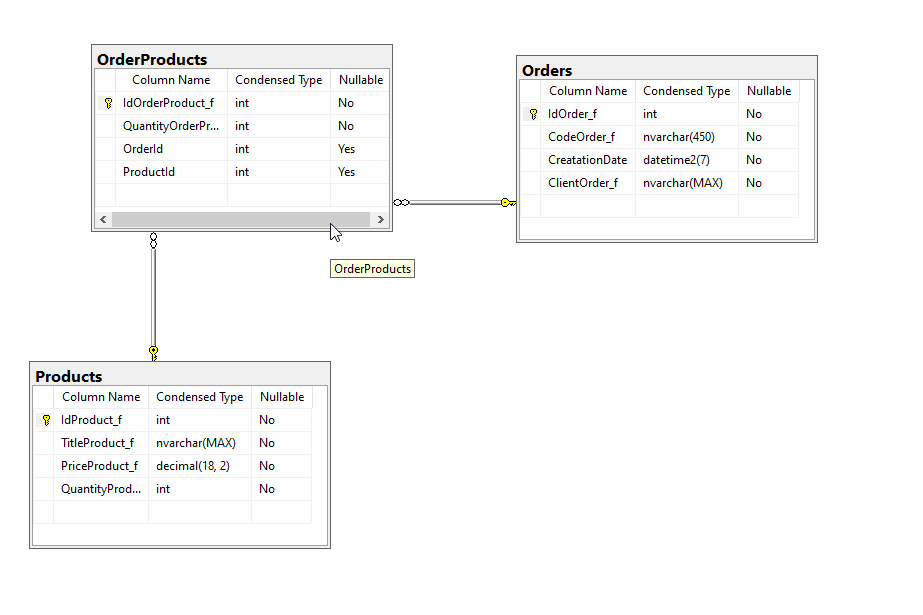 OrderProducts
Column Name Condensed Type Nullable
IdOrderProduct_f int No
QuantityOrderPr... int No
OrderId int Yes
ProductId int Yes
OrderProducts
Orders
Column Name Condensed Type Nullable
IdOrder_f int No
CodeOrder_f nvarchar(450) No
CreatationDate datetime2(7) No
ClientOrder_f nvarchar(MAX) No
Products
Column Name Condensed Type Nullable
IdProduct_f int No
TitleProduct_f nvarchar(MAX) No
PriceProduct_f decimal(18, 2) No
QuantityProd... int No